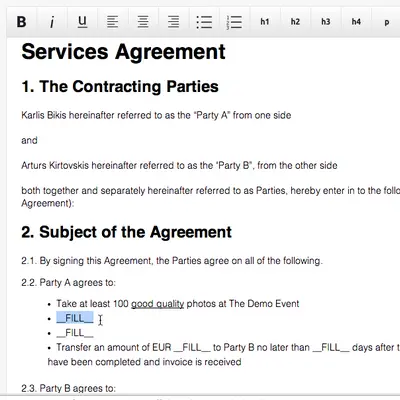 B i U h1 h2 h3 h4 p
Services Agreement
1. The Contracting Parties
Karlis Bikis hereinafter referred to as the “Party A” from one side
and
Arturs Kirtovskis hereinafter referred to as the “Party B”, from the other side
both together and separately hereinafter referred to as Parties, hereby enter in to the follo
Agreement):
2. Subject of the Agreement
2.1. By signing this Agreement, the Parties agree on all of the following.
2.2. Party A agrees to:
• Take at least 100 good quality photos at The Demo Event
• __FILL__
• __FILL__
• Transfer an amount of EUR __FILL__ to Party B no later than __FILL__ days after t
have been completed and invoice is received
2.3. Party B agrees to: